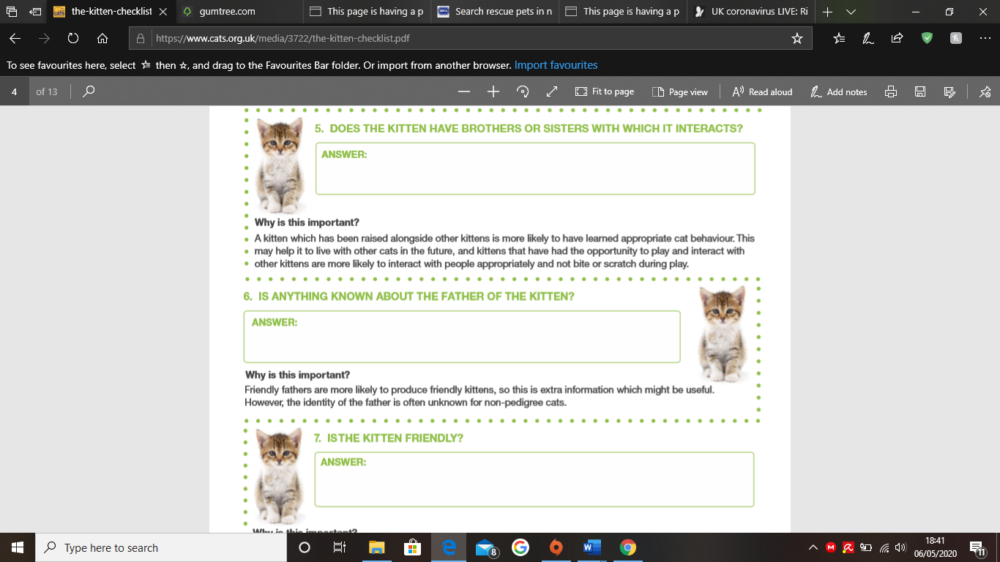 the-kitten-checklist
gumtree.com
This page is having a p
Search rescue pets in n
This page is having a p
UK coronavirus LIVE: Ri
https://www.cats.org.uk/media/3722/the-kitten-checklist.pdf
To see favourites here, select then , and drag to the Favourites Bar folder. Or import from another browser. Import favourites
4 of 13
Fit to page
Page view
Read aloud
Add notes
5. DOES THE KITTEN HAVE BROTHERS OR SISTERS WITH WHICH IT INTERACTS?
ANSWER:
Why is this important?
A kitten which has been raised alongside other kittens is more likely to have learned appropriate cat behaviour. This
may help it to live with other cats in the future, and kittens that have had the opportunity to play and interact with
other kittens are more likely to interact with people appropriately and not bite or scratch during play.
6. IS ANYTHING KNOWN ABOUT THE FATHER OF THE KITTEN?
ANSWER:
Why is this important?
Friendly fathers are more likely to produce friendly kittens, so this is extra information which might be useful.
However, the identity of the father is often unknown for non-pedigree cats.
7. IS THE KITTEN FRIENDLY?
ANSWER:
Why is this important?
Type here to search
8
18:41
06/05/2020
11